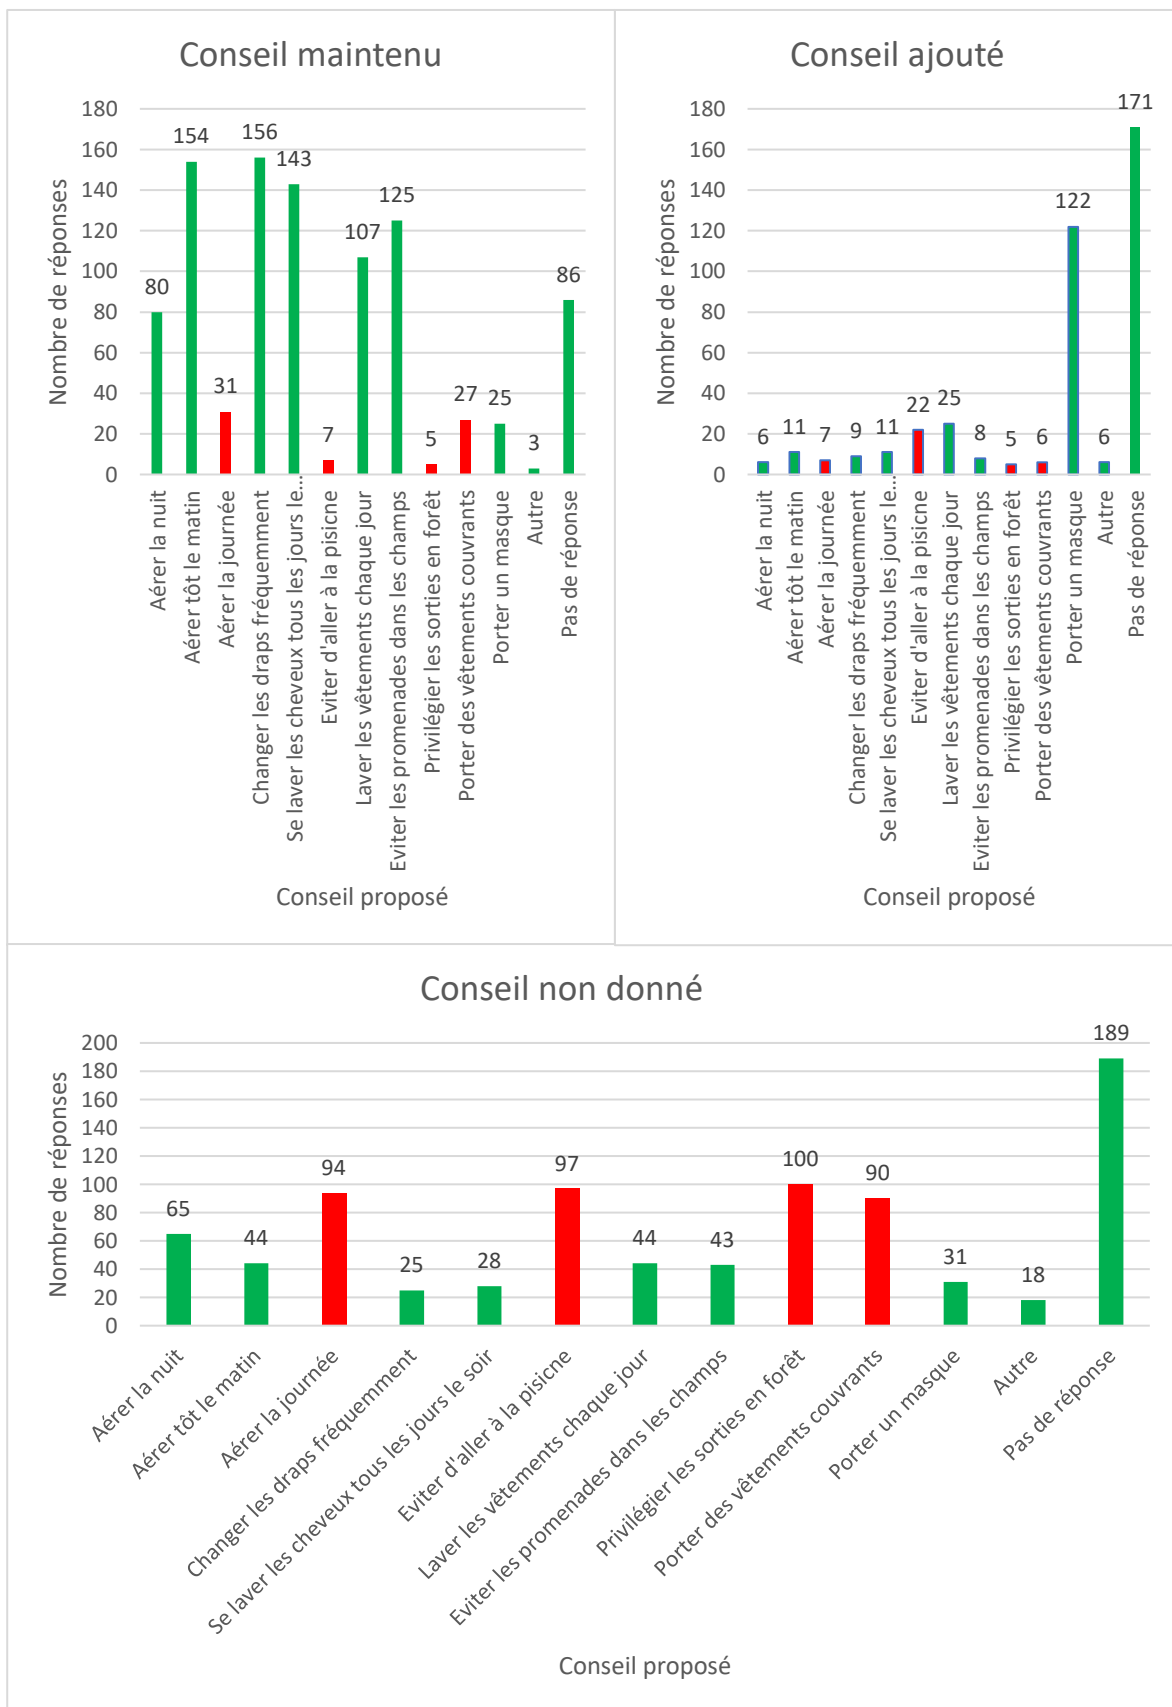 Conseil maintenu
Nombre de réponses
180
160
140
120
100
80
60
40
20
0
80
154
31
156
143
7
107
125
5
27
25
3
86
Aérer la nuit
Aérer tôt le matin
Aérer la journée
Changer les draps fréquemment
Se laver les cheveux tous les jours le…
Eviter d'aller à la pisicne
Laver les vêtements chaque jour
Eviter les promenades dans les champs
Privilégier les sorties en forêt
Porter des vêtements couvrants
Porter un masque
Autre
Pas de réponse
Conseil proposé
Conseil ajouté
Nombre de réponses
180
160
140
120
100
80
60
40
20
0
6
11
7
9
11
22
25
8
5
6
122
6
171
Aérer la nuit
Aérer tôt le matin
Aérer la journée
Changer les draps fréquemment
Se laver les cheveux tous les jours le…
Eviter d'aller à la pisicne
Laver les vêtements chaque jour
Eviter les promenades dans les champs
Privilégier les sorties en forêt
Porter des vêtements couvrants
Porter un masque
Autre
Pas de réponse
Conseil proposé
Conseil non donné
Nombre de réponses
200
180
160
140
120
100
80
60
40
20
0
65
44
94
25
28
97
44
43
100
90
31
18
189
Aérer la nuit
Aérer tôt le matin
Aérer la journée
Changer les draps fréquemment
Se laver les cheveux tous les jours le soir
Eviter d'aller à la pisicne
Laver les vêtements chaque jour
Eviter les promenades dans les champs
Privilégier les sorties en forêt
Porter des vêtements couvrants
Porter un masque
Autre
Pas de réponse
Conseil proposé